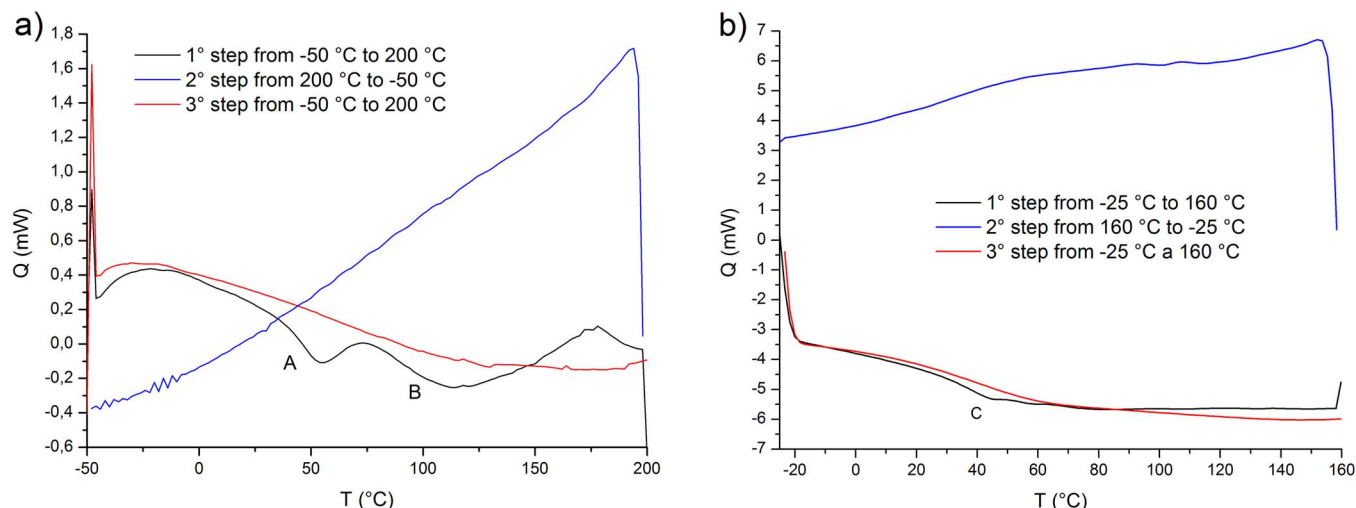 a)
1,8
1,6
1,4
1,2
1,0
0,8
0,6
0,4
0,2
0,0
-0,2
-0,4
-0,6
Q (mW)
1° step from -50 °C to 200 °C
2° step from 200 °C to -50 °C
3° step from -50 °C to 200 °C
A
B
-50 0 50 100 150 200
T (°C)
b)
7
6
5
4
3
2
1
0
-1
-2
-3
-4
-5
-6
-7
Q (mW)
1° step from -25 °C to 160 °C
2° step from 160 °C to -25 °C
3° step from -25 °C a 160 °C
C
-20 0 20 40 60 80 100 120 140 160
T (°C)